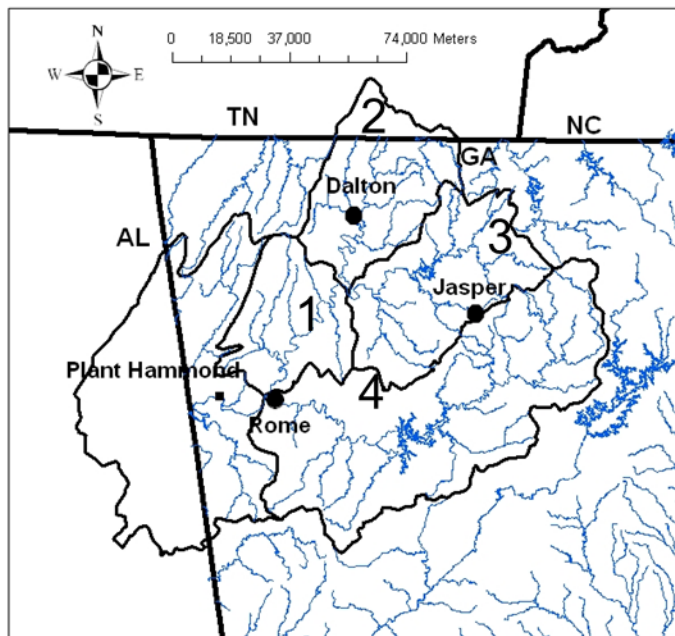 N
W E
S
0 18,500 37,000 74,000 Meters
TN
2
NC
GA
Dalton
AL
3
Jasper
1
Plant Hammond
4
Rome